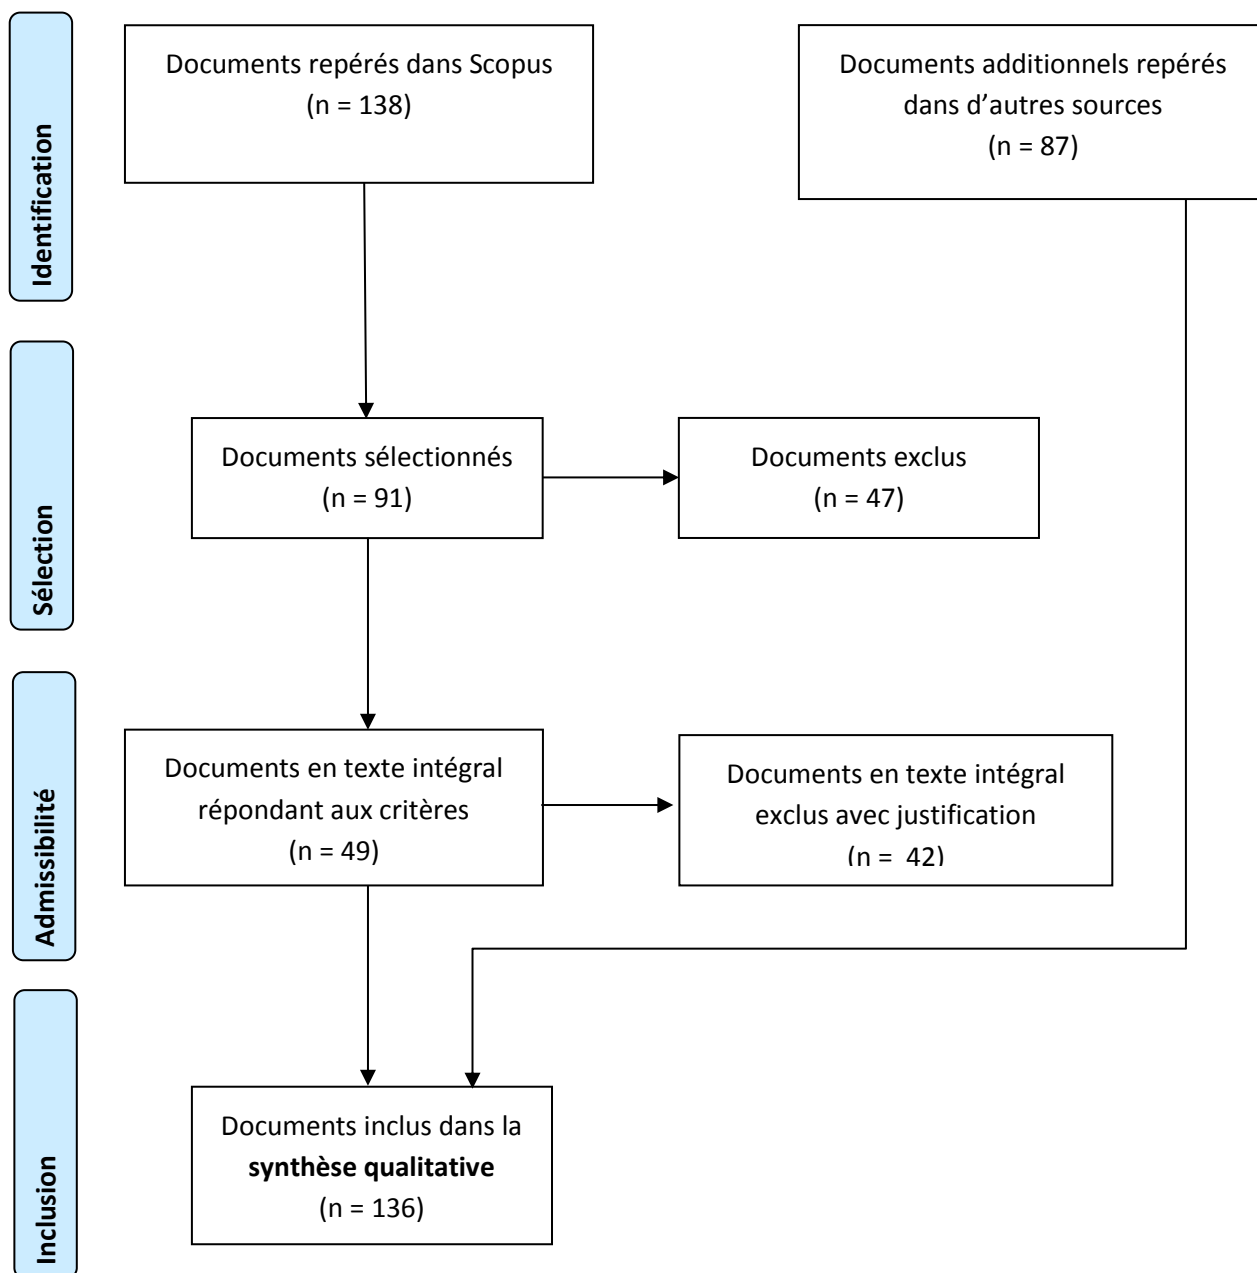 Identification
Documents repérés dans Scopus
(n = 138)
Documents additionnels repérés
dans d’autres sources
(n = 87)
Sélection
Documents sélectionnés
(n = 91)
Documents exclus
(n = 47)
Admissibilité
Documents en texte intégral
répondant aux critères
(n = 49)
Documents en texte intégral
exclus avec justification
(n = 42)
Inclusion
Documents inclus dans la
synthèse qualitative
(n = 136)